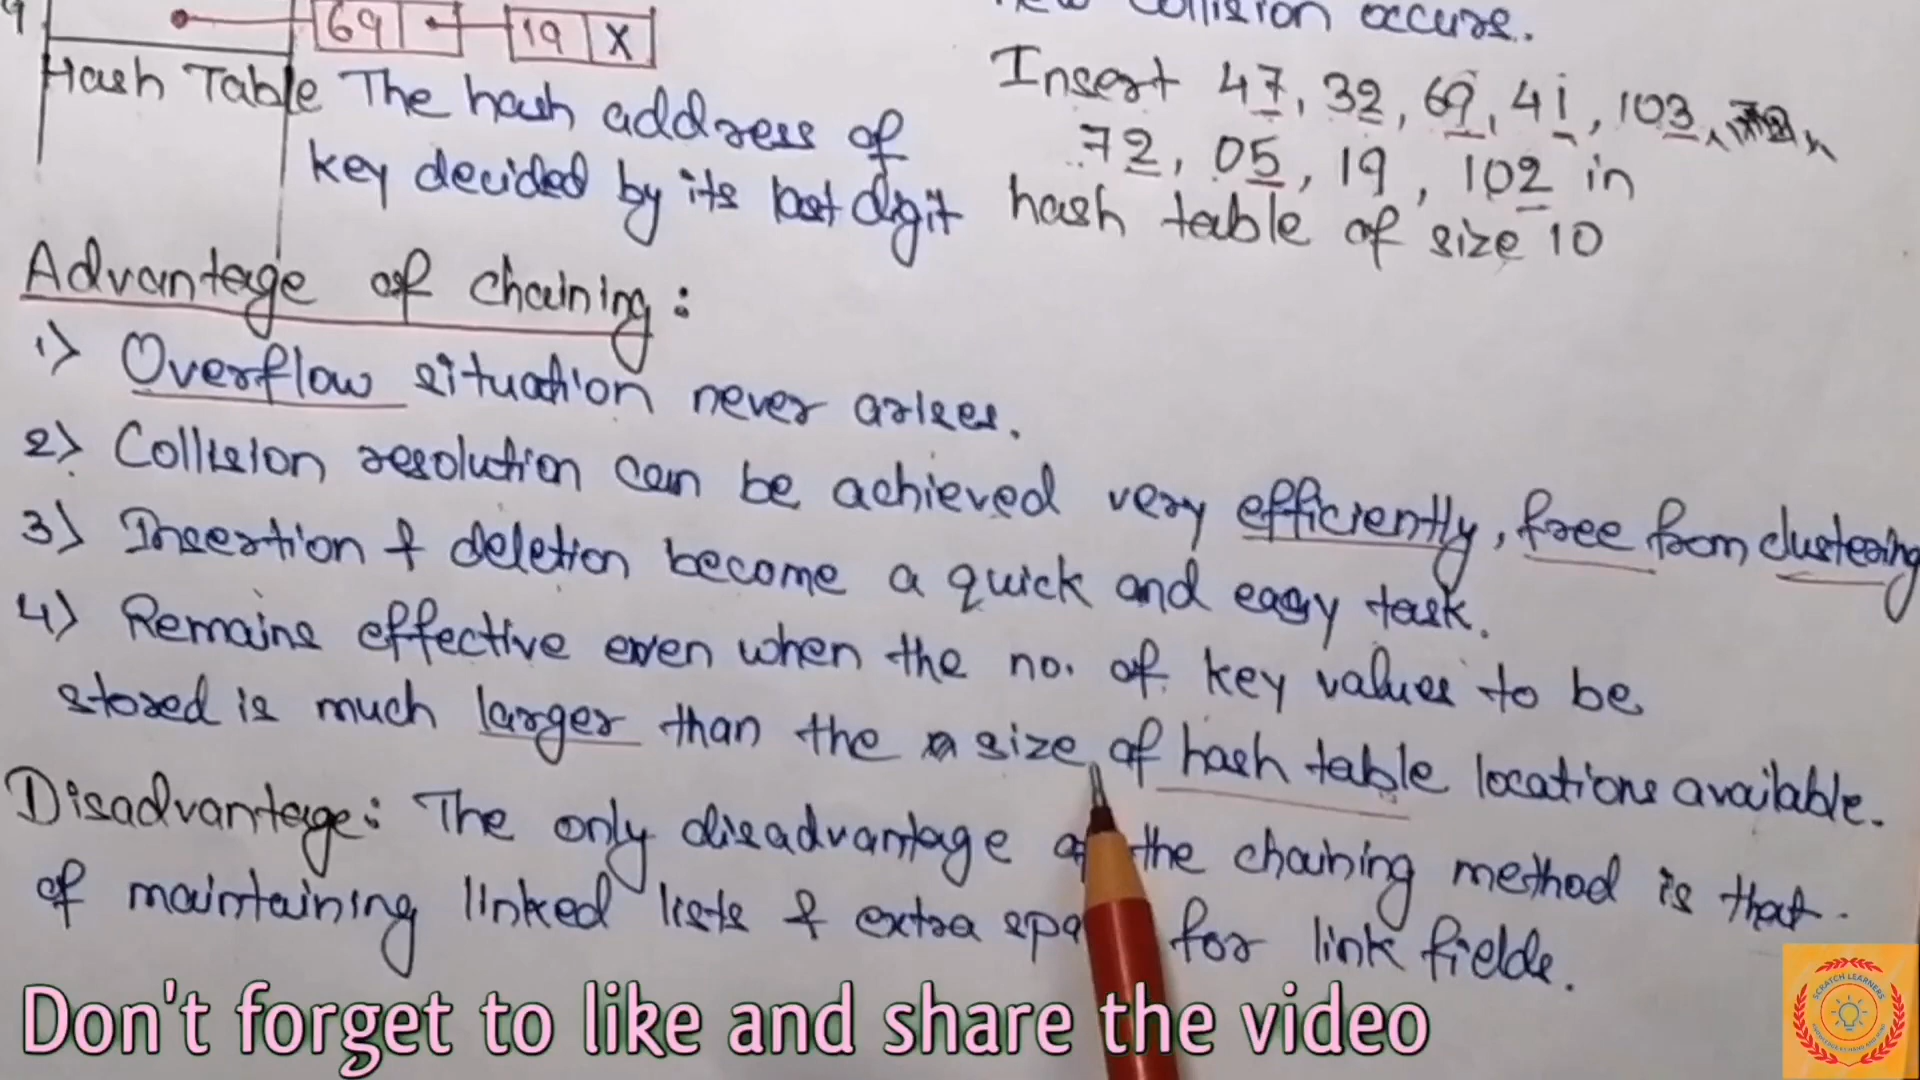 9
69 19 X
collision occurs.
Hash Table The hash address of
key decided by its last digit
Insert 47, 32, 69, 41, 103,
72, 05, 19, 102 in
hash table of size 10
Advantage of chaining:
1) Overflow situation never arises.
2) Collision resolution can be achieved very efficiently, free from clustering
3) Insertion & deletion become a quick and easy task.
4) Remains effective even when the no. of key values to be
stored is much larger than the size of hash table locations available.
Disadvantage: The only disadvantage of the chaining method is that
of maintaining linked lists & extra spa for link fields.
Don't forget to like and share the video
SCRATCH LEARNERS